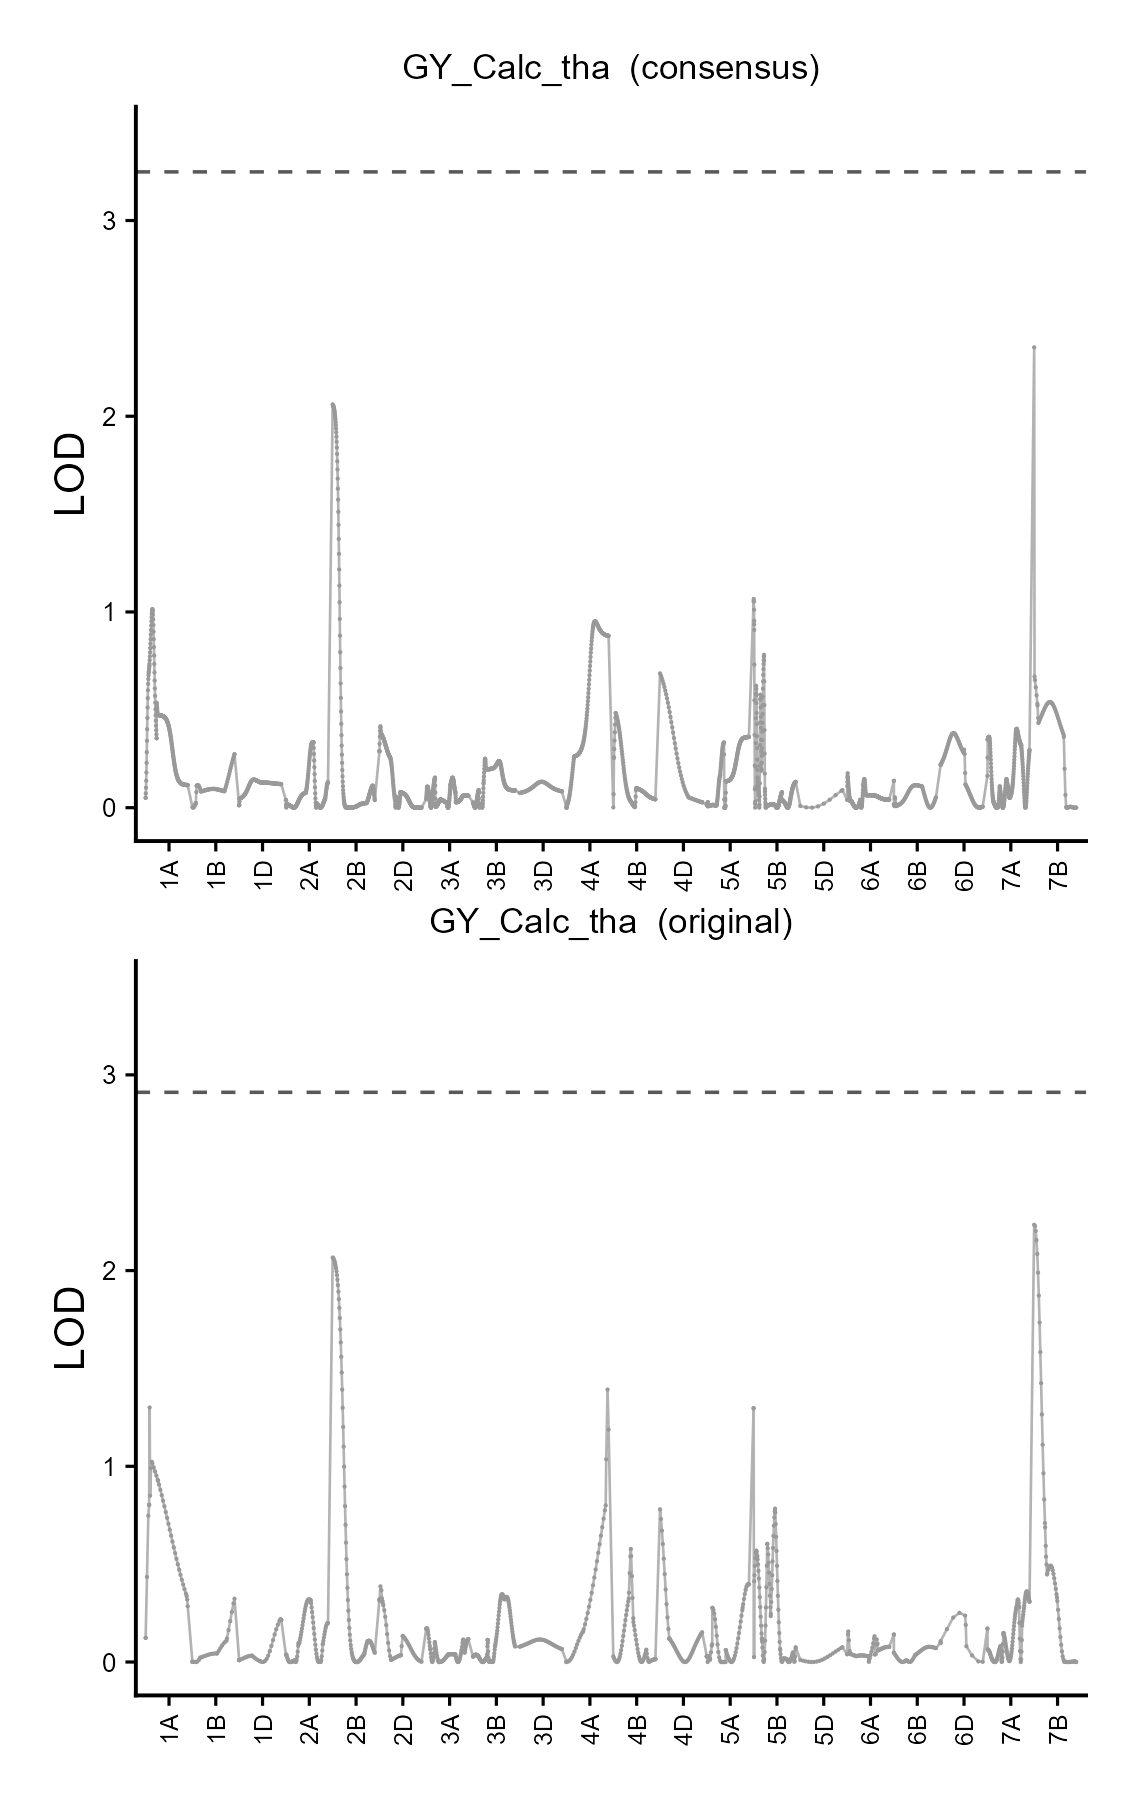 GY_Calc_tha  (consensus)
LOD
3
2
1
0
1A 1B 1D 2A 2B 2D 3A 3B 3D 4A 4B 4D 5A 5B 5D 6A 6B 6D 7A 7B
GY_Calc_tha  (original)
LOD
3
2
1
0
1A 1B 1D 2A 2B 2D 3A 3B 3D 4A 4B 4D 5A 5B 5D 6A 6B 6D 7A 7B